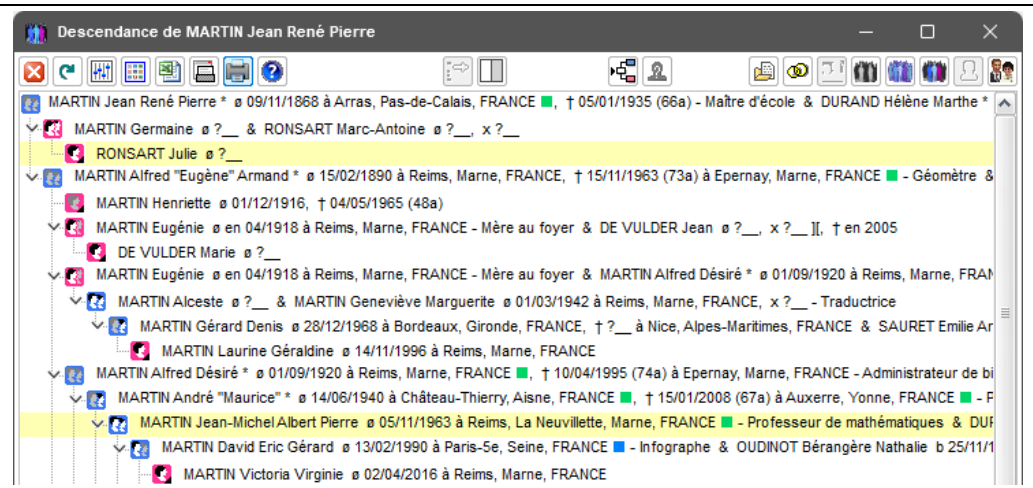 Descendance de MARTIN Jean René Pierre
MARTIN Jean René Pierre * ø 09/11/1868 à Arras, Pas-de-Calais, FRANCE , † 05/01/1935 (66a) - Maître d'école & DURAND Hélène Marthe *
MARTIN Germaine ø ?__ & RONSART Marc-Antoine ø ?__, x ?__
RONSART Julie ø ?__
MARTIN Alfred "Eugène" Armand * ø 15/02/1890 à Reims, Marne, FRANCE, † 15/11/1963 (73a) à Epernay, Marne, FRANCE - Géomètre &
MARTIN Henriette ø 01/12/1916, † 04/05/1965 (48a)
MARTIN Eugénie ø en 04/1918 à Reims, Marne, FRANCE - Mère au foyer & DE VULDER Jean ø ?__, x ?__ ][, † en 2005
DE VULDER Marie ø ?__
MARTIN Eugénie ø en 04/1918 à Reims, Marne, FRANCE - Mère au foyer & MARTIN Alfred Désiré * ø 01/09/1920 à Reims, Marne, FRAN
MARTIN Alceste ø ?__ & MARTIN Geneviève Marguerite ø 01/03/1942 à Reims, Marne, FRANCE, x ?__ - Traductrice
MARTIN Gérard Denis ø 28/12/1968 à Bordeaux, Gironde, FRANCE, † ?__ à Nice, Alpes-Maritimes, FRANCE & SAURET Emilie Ar
MARTIN Laurine Géraldine ø 14/11/1996 à Reims, Marne, FRANCE
MARTIN Alfred Désiré * ø 01/09/1920 à Reims, Marne, FRANCE , † 10/04/1995 (74a) à Epernay, Marne, FRANCE - Administrateur de bi
MARTIN André "Maurice" * ø 14/06/1940 à Château-Thierry, Aisne, FRANCE , † 15/01/2008 (67a) à Auxerre, Yonne, FRANCE - P
MARTIN Jean-Michel Albert Pierre ø 05/11/1963 à Reims, La Neuvillette, Marne, FRANCE - Professeur de mathématiques & DUF
MARTIN David Eric Gérard ø 13/02/1990 à Paris-5e, Seine, FRANCE - Infographe & OUDINOT Bérangère Nathalie b 25/11/1
MARTIN Victoria Virginie ø 02/04/2016 à Reims, Marne, FRANCE